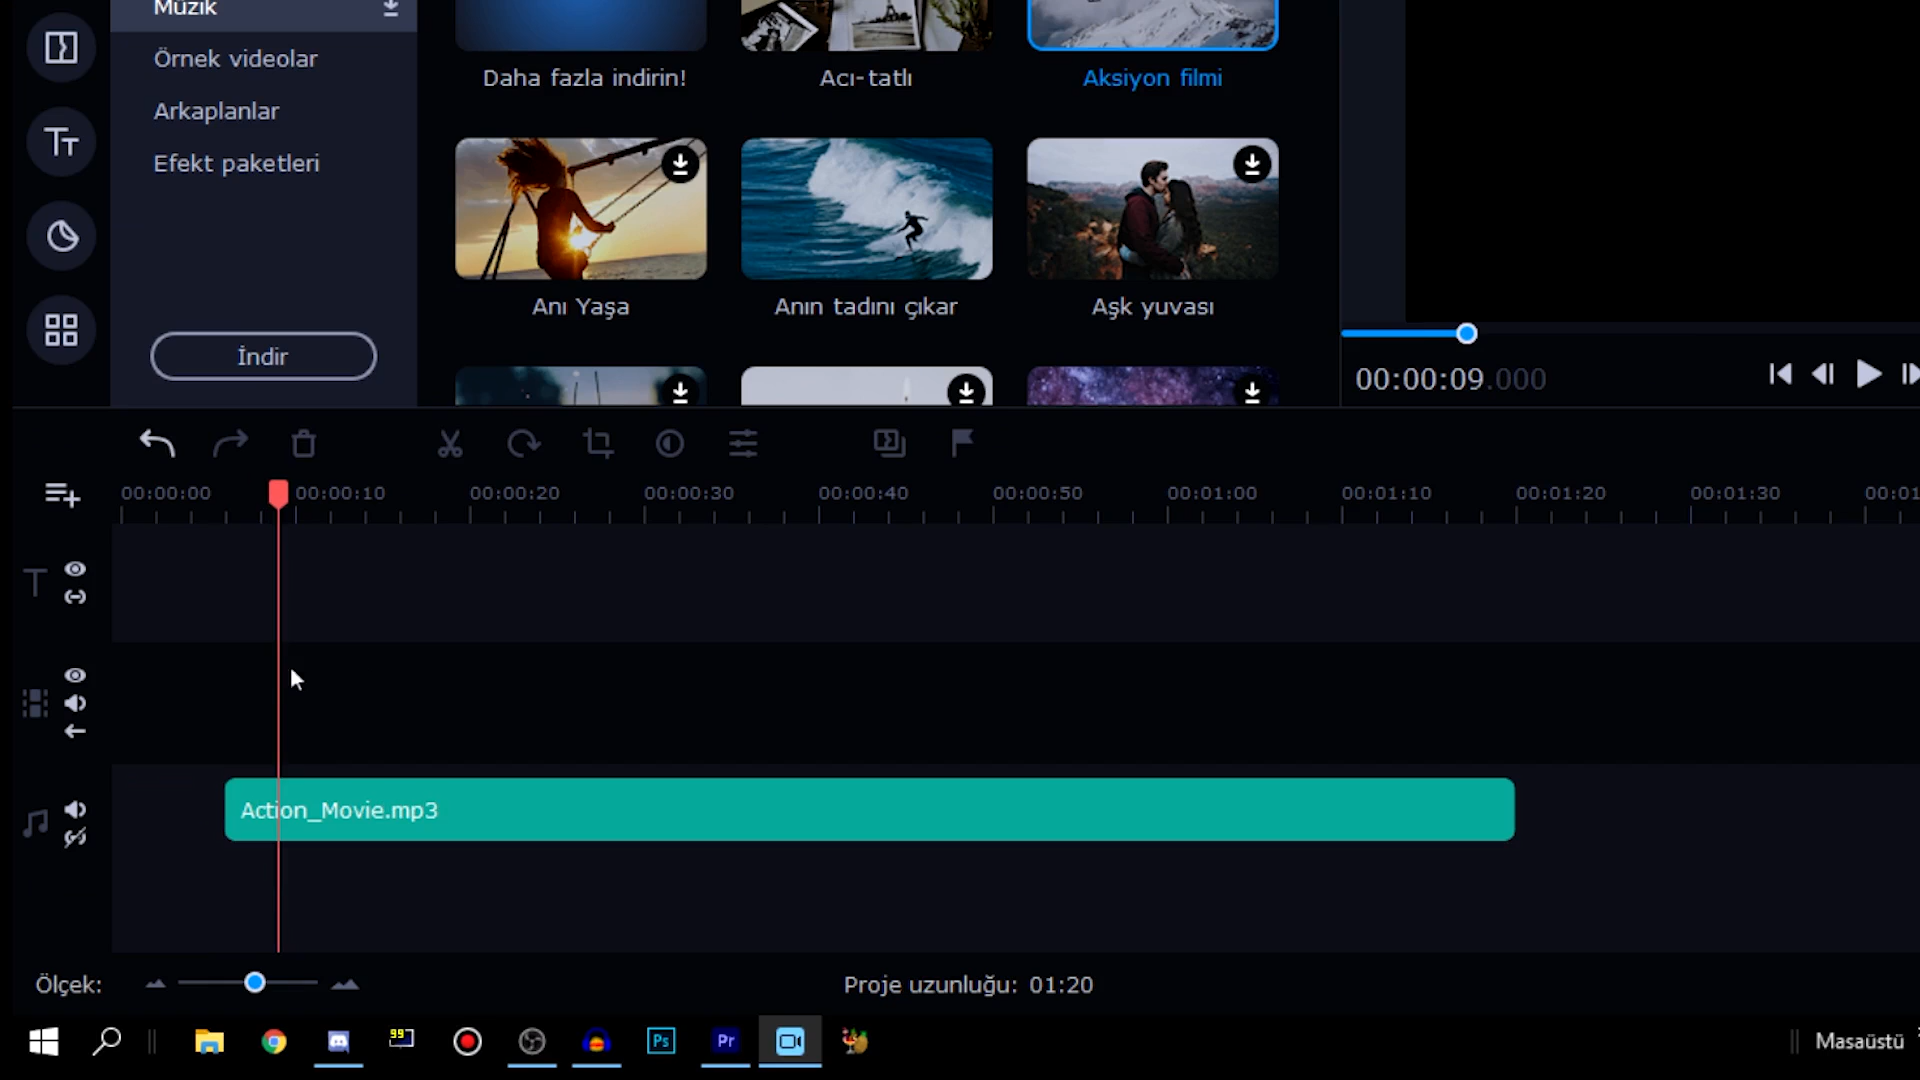 Müzik
Örnek videolar
Arkaplanlar
Efekt paketleri
İndir
Daha fazla indirin!
Acı-tatlı
Aksiyon filmi
Anı Yaşa
Anın tadını çıkar
Aşk yuvası
00:00:09.000
00:00:00
00:00:10
00:00:20
00:00:30
00:00:40
00:00:50
00:01:00
00:01:10
00:01:20
00:01:30
Action_Movie.mp3
Ölçek:
Proje uzunluğu: 01:20
99
Ps
Pr
Masaüstü